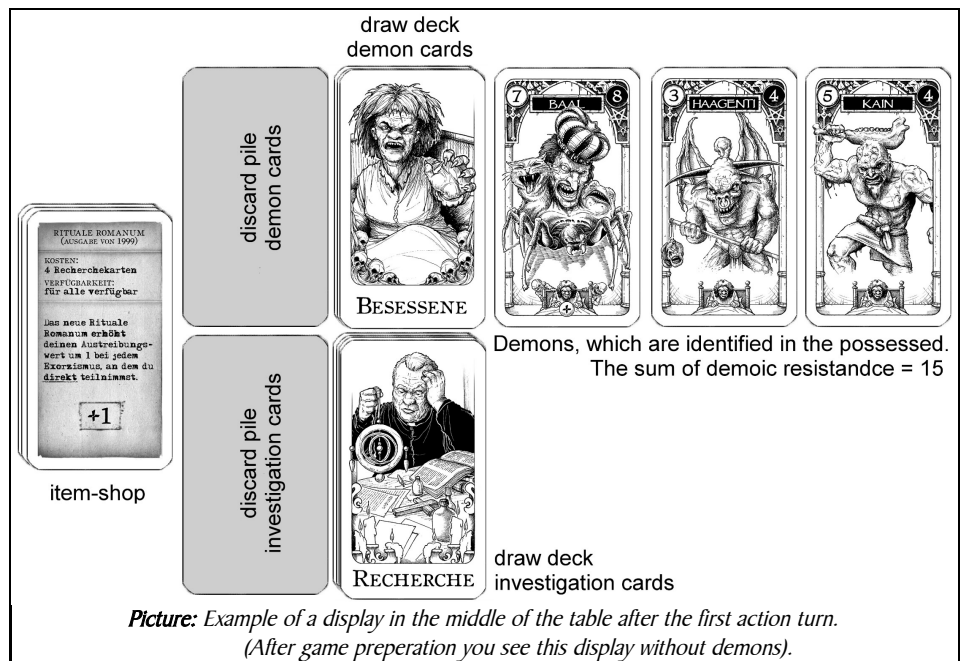 draw deck
demon cards
discard pile
demon cards
BESESSENE
7
BAAL
8
+
3
HAAGENTI
4
5
KAIN
4
Demons, which are identified in the possessed.
The sum of demoic resistandce = 15
RITUALE ROMANUM
(AUSGABE VON 1999)
KOSTEN:
4 Recherchekarten
VERFÜGBARKEIT:
für alle verfügbar
Das neue Rituale
Romanum erhöht
deinen Austreibungs-
wert um 1 bei jedem
Exorzismus, an dem du
direkt teilnimmst.
+1
item-shop
discard pile
investigation cards
RECHERCHE
draw deck
investigation cards
Picture: Example of a display in the middle of the table after the first action turn.
(After game preperation you see this display without demons).